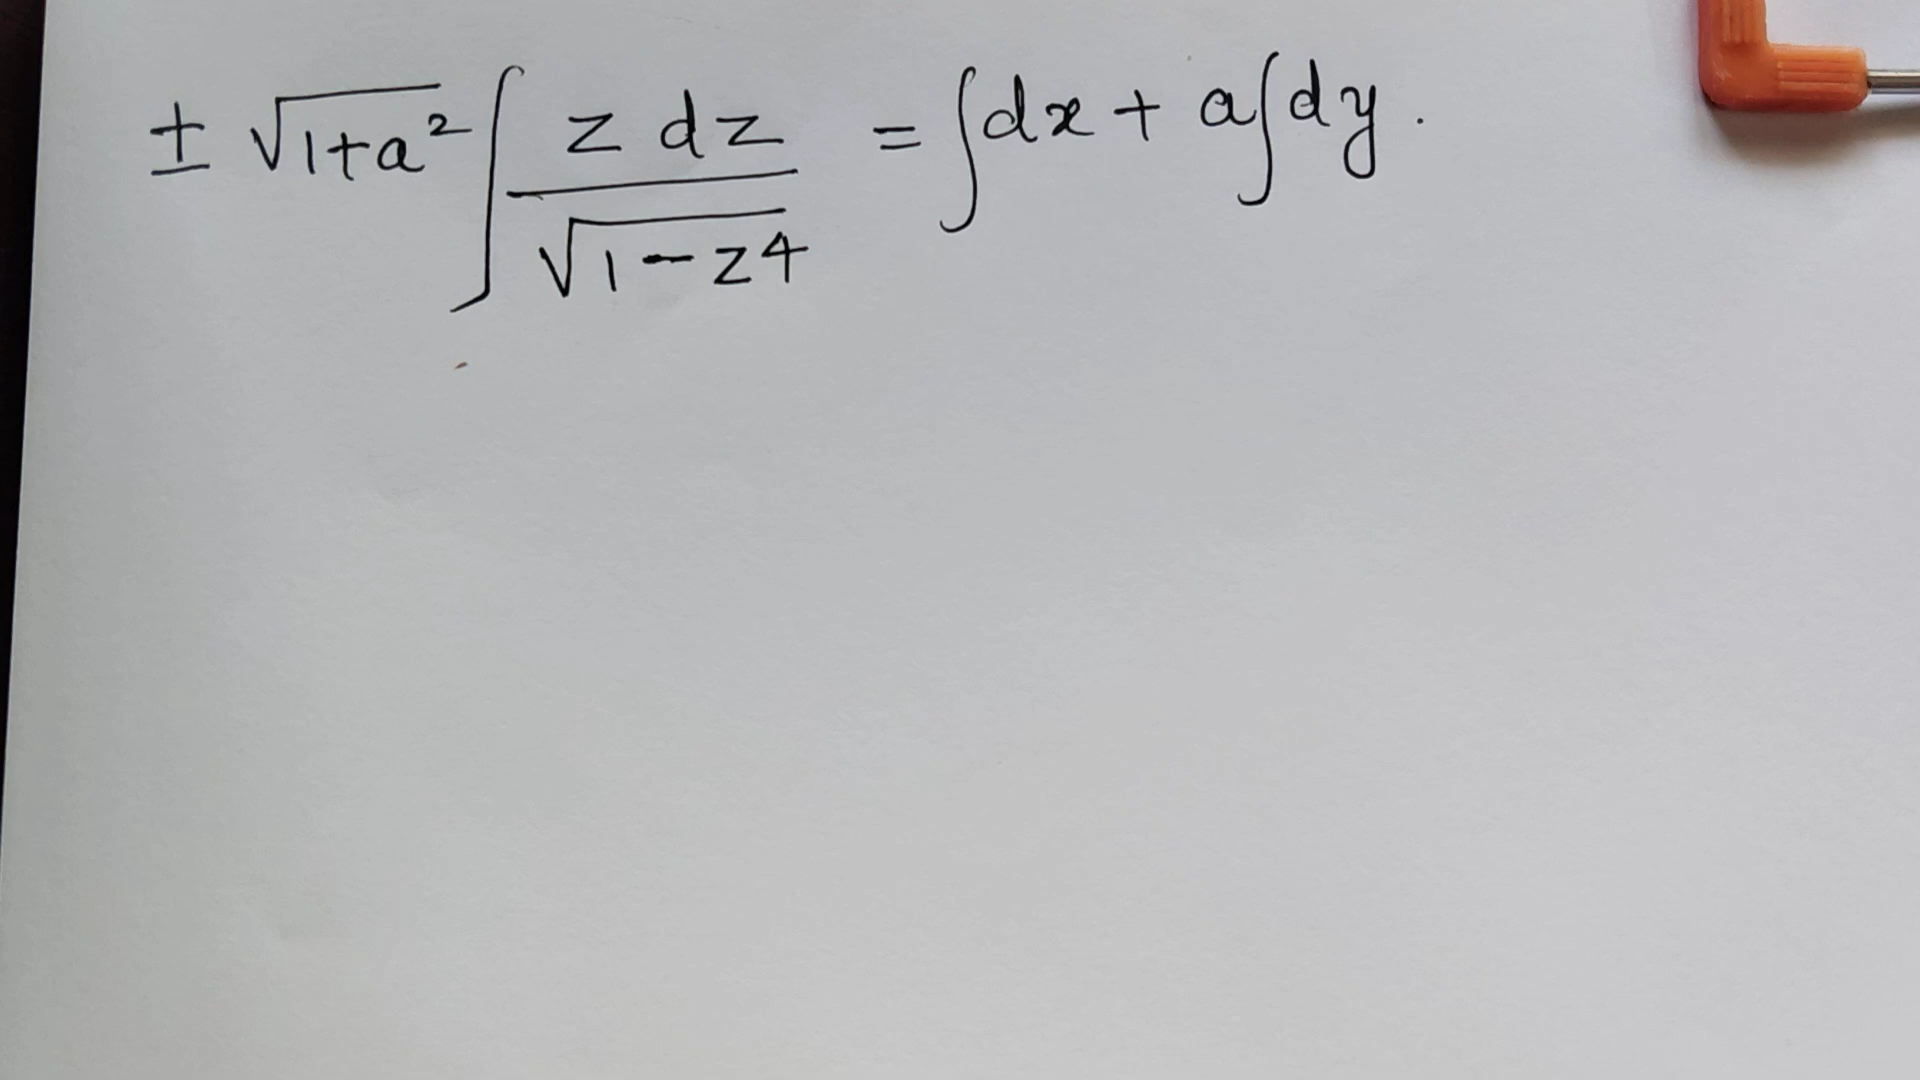 ± √1+a² ∫ z dz / √1-z4 = ∫dx + a∫dy.